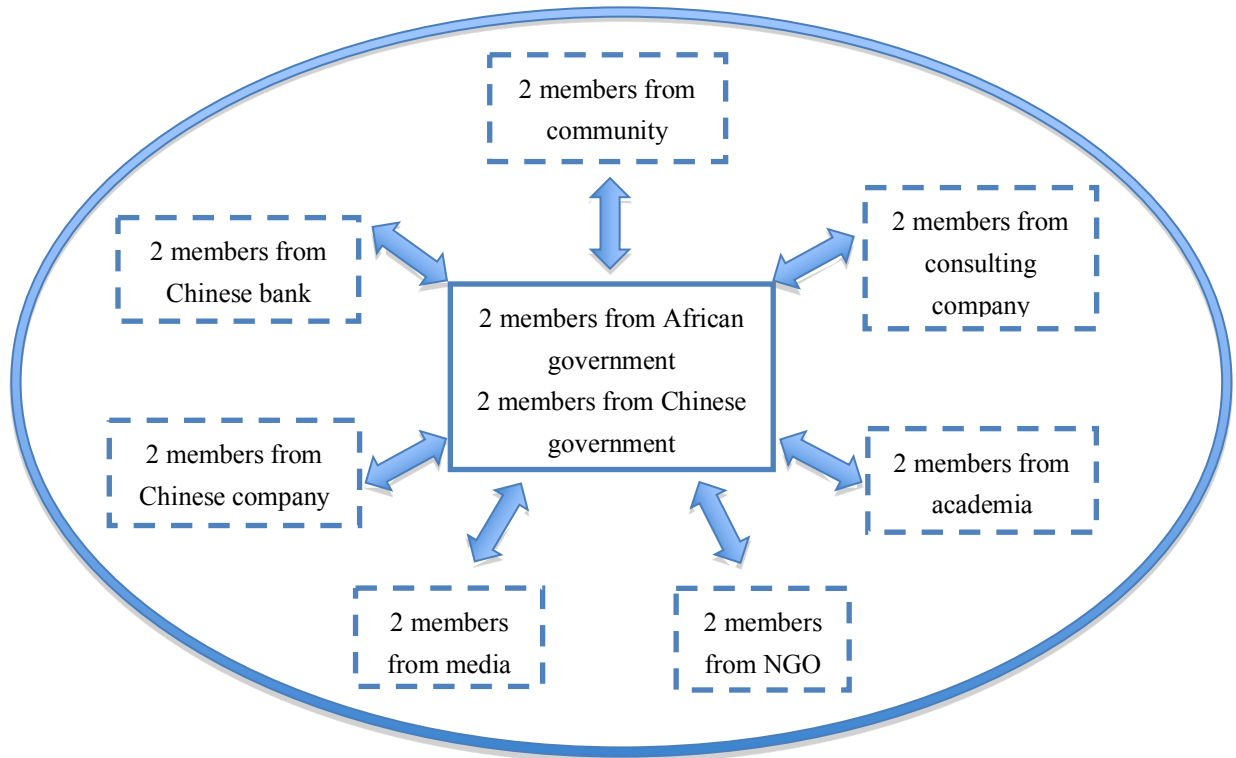 2 members from
community
2 members from
Chinese bank
2 members from
consulting
company
2 members from African
government
2 members from Chinese
government
2 members from
Chinese company
2 members from
academia
2 members
from media
2 members
from NGO